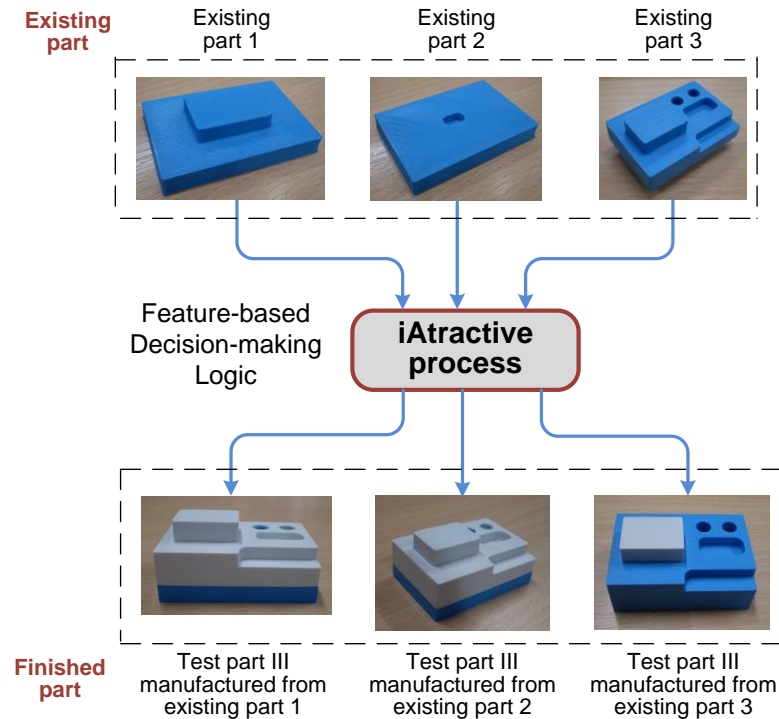 Existing
part
Existing
part 1
Existing
part 2
Existing
part 3
Feature-based
Decision-making
Logic
iAtractive
process
Finished
part
Test part III
manufactured from
existing part 1
Test part III
manufactured from
existing part 2
Test part III
manufactured from
existing part 3